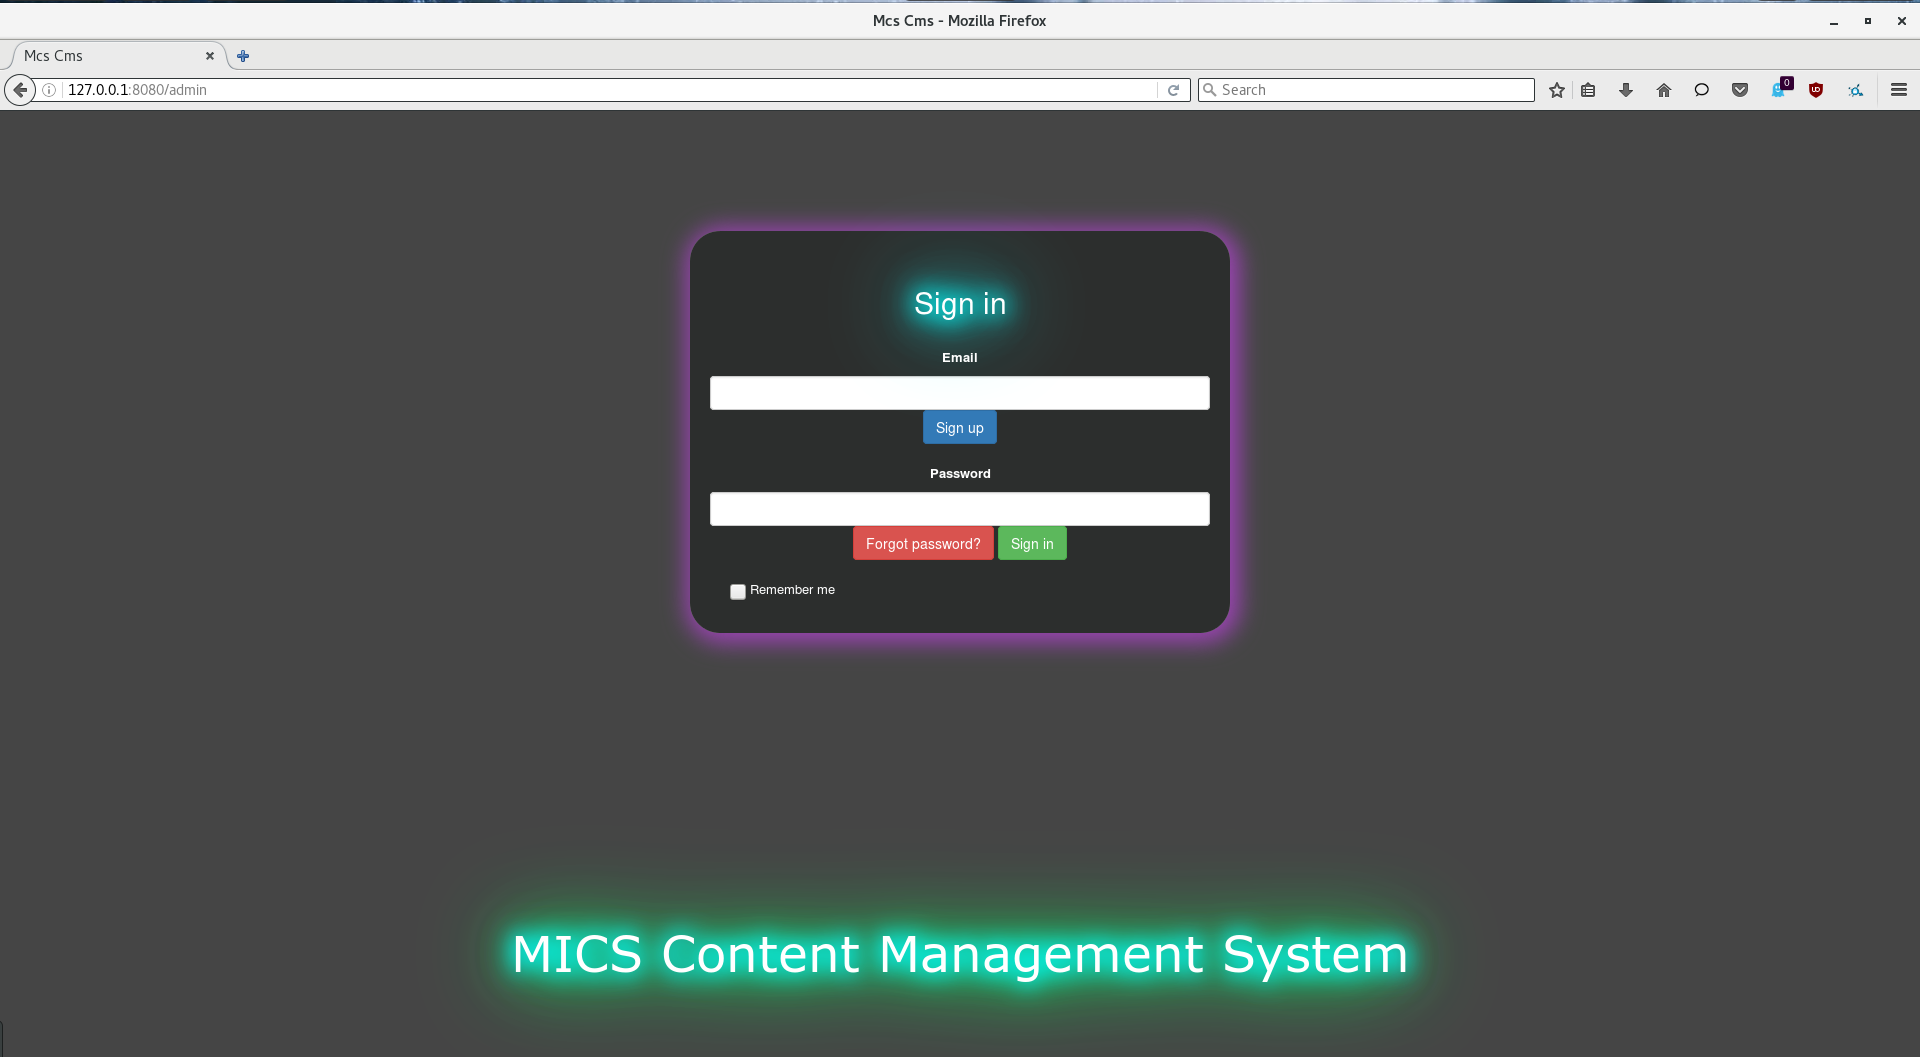 Mcs Cms - Mozilla Firefox
Mcs Cms
127.0.0.1:8080/admin
Search
0
Sign in
Email
Sign up
Password
Forgot password?
Sign in
Remember me
MICS Content Management System